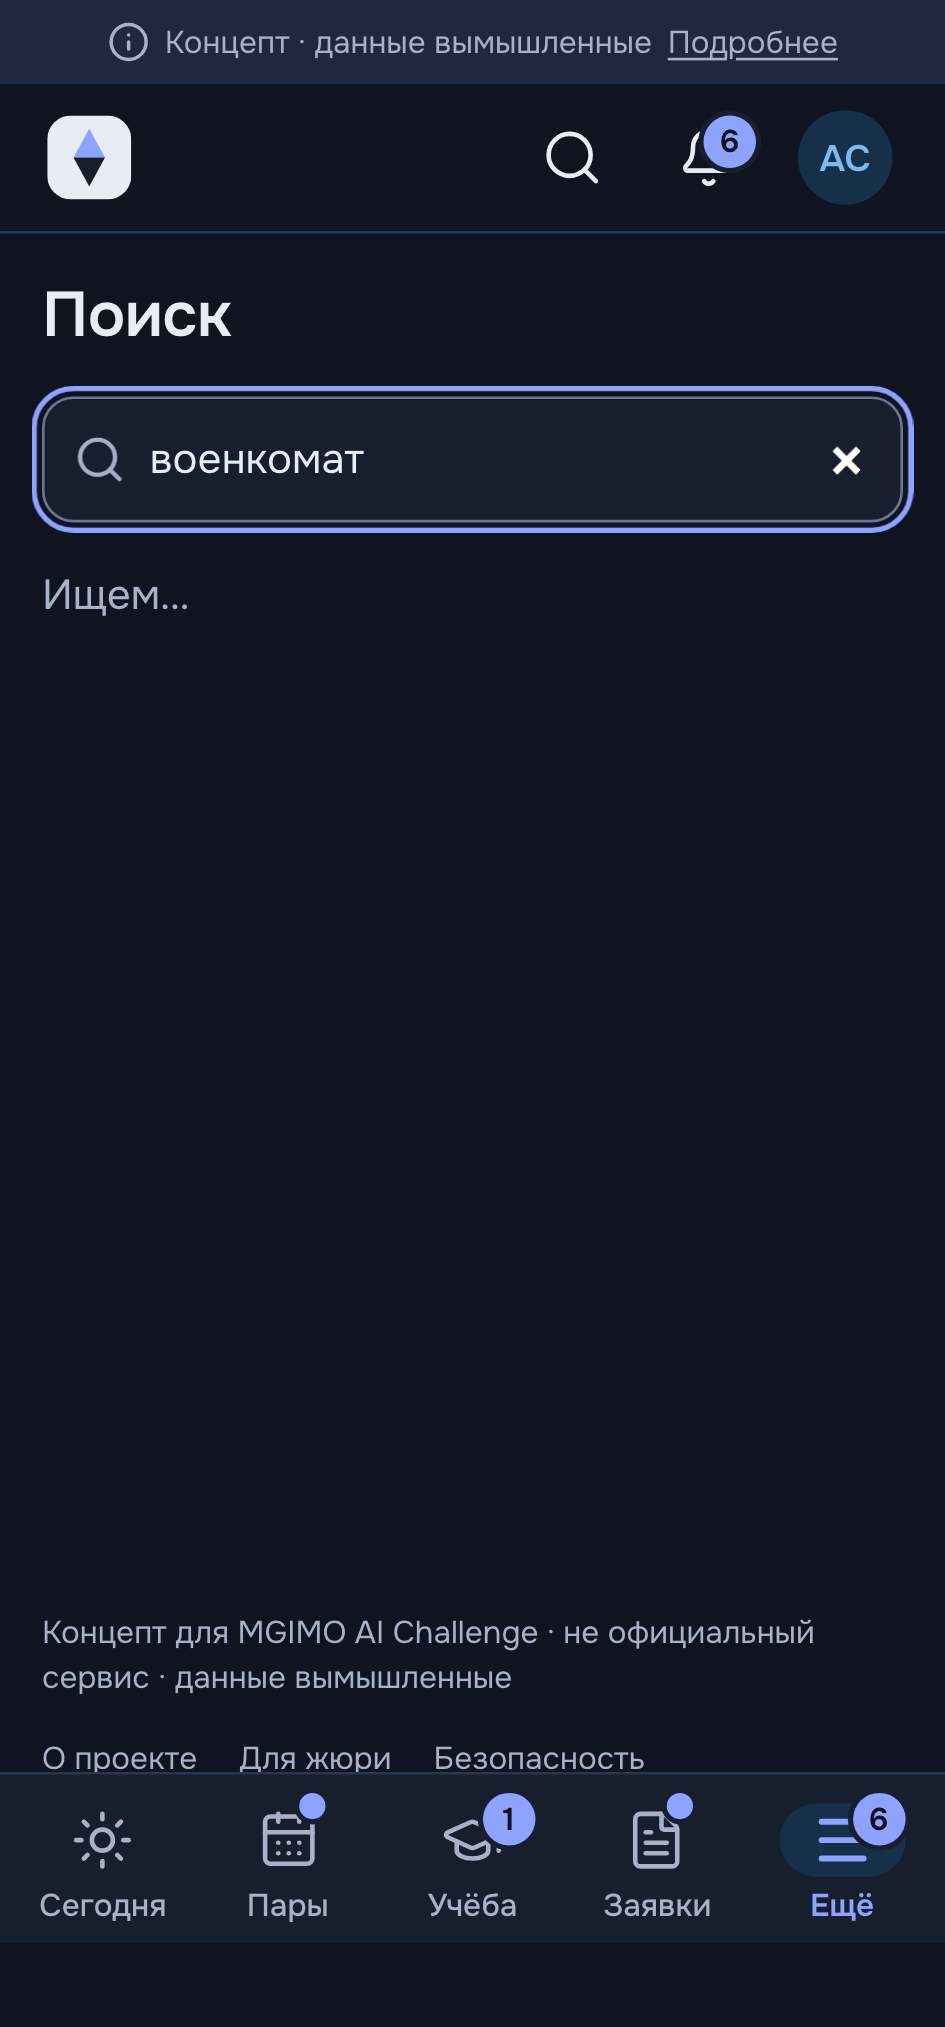 Концепт · данные вымышленные Подробнее
6
АС
Поиск
военкомат
Ищем...
Концепт для MGIMO AI Challenge · не официальный
сервис · данные вымышленные
О проекте Для жюри Безопасность
1
6
Сегодня Пары Учёба Заявки Ещё